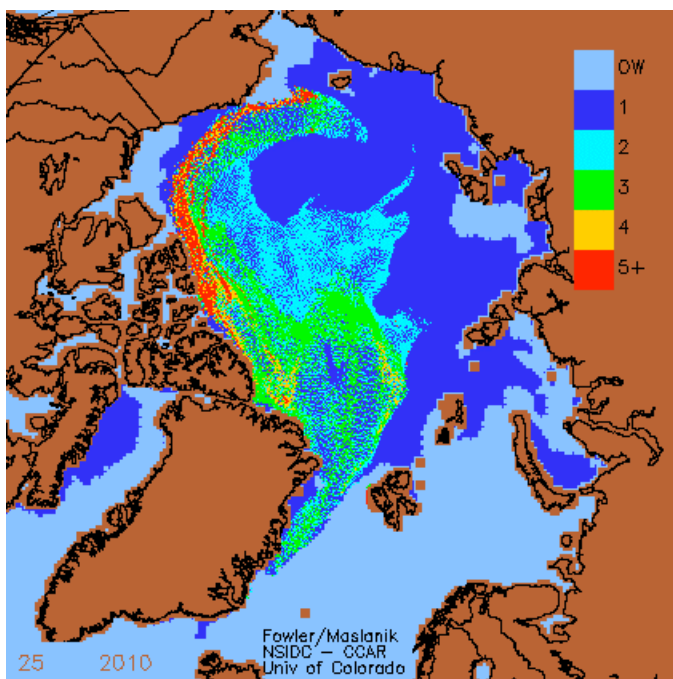 OW
1
2
3
4
5+
Fowler/Maslanik
NSIDC - CCAR
Univ of Colorado
25 2010